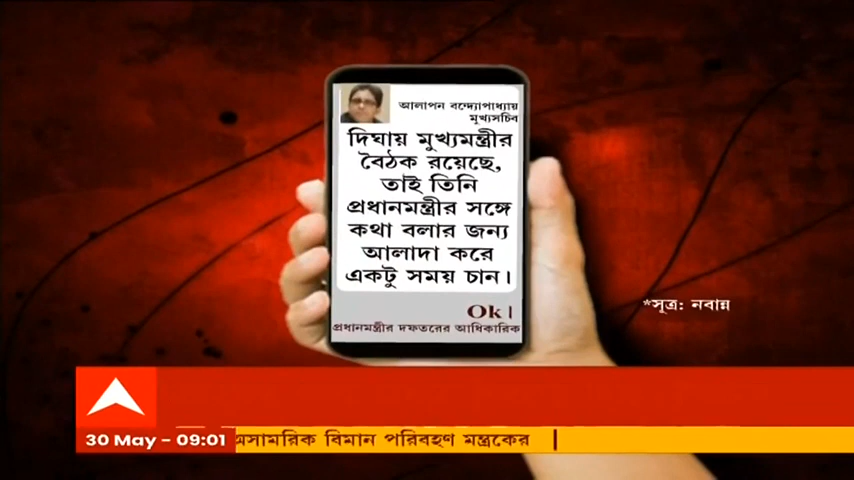 আলাপন বন্দ্যোপাধ্যায়
মুখ্যসচিব
দিঘায় মুখ্যমন্ত্রীর
বৈঠক রয়েছে,
তাই তিনি
প্রধানমন্ত্রীর সঙ্গে
কথা বলার জন্য
আলাদা করে
একটু সময় চান।
Ok।
প্রধানমন্ত্রীর দফতরের আধিকারিক
*সূত্র: নবান্ন
30 May - 09:01
অসামরিক বিমান পরিবহণ মন্ত্রকের